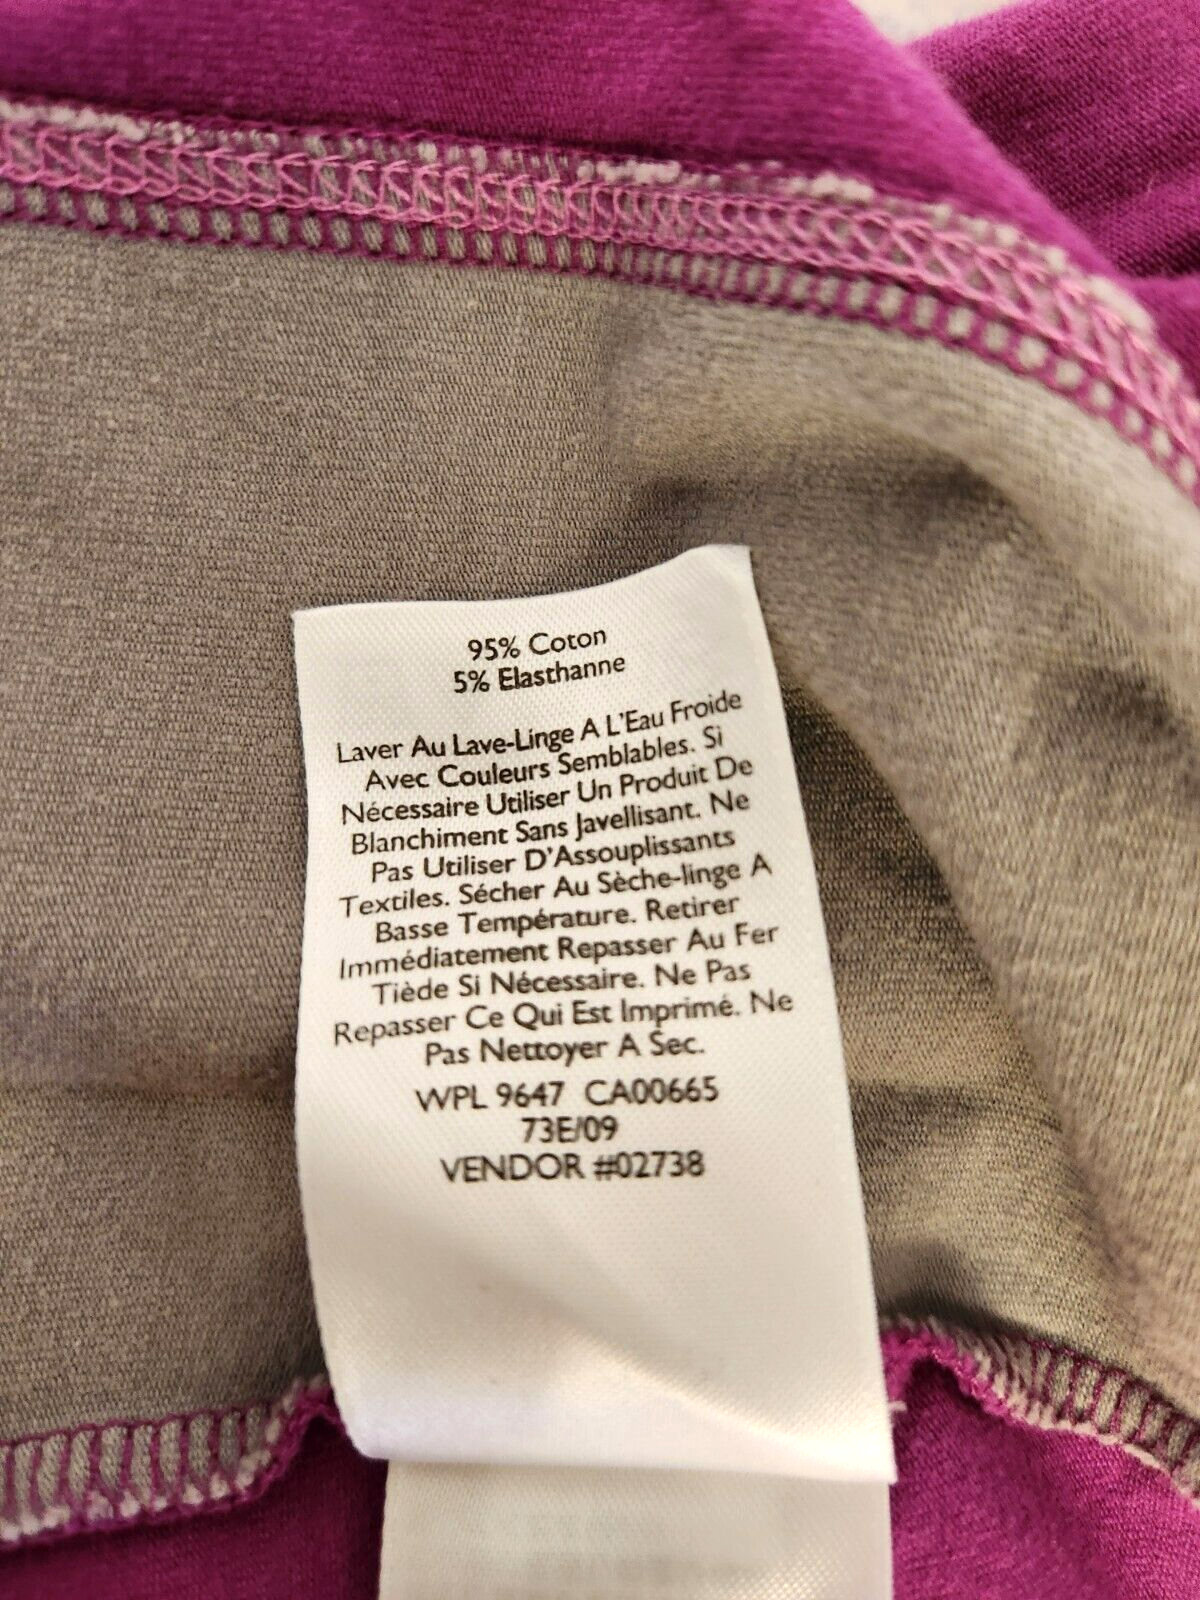 95% Coton
5% Elasthanne
Laver Au Lave-Linge A L'Eau Froide
Avec Couleurs Semblables. Si
Nécessaire Utiliser Un Produit De
Blanchiment Sans Javellisant. Ne
Pas Utiliser D'Assouplissants
Textiles. Sécher Au Sèche-linge A
Basse Température. Retirer
Immédiatement Repasser Au Fer
Tiède Si Nécessaire. Ne Pas
Repasser Ce Qui Est Imprimé. Ne
Pas Nettoyer A Sec.
WPL 9647 CA00665
73E/09
VENDOR #02738